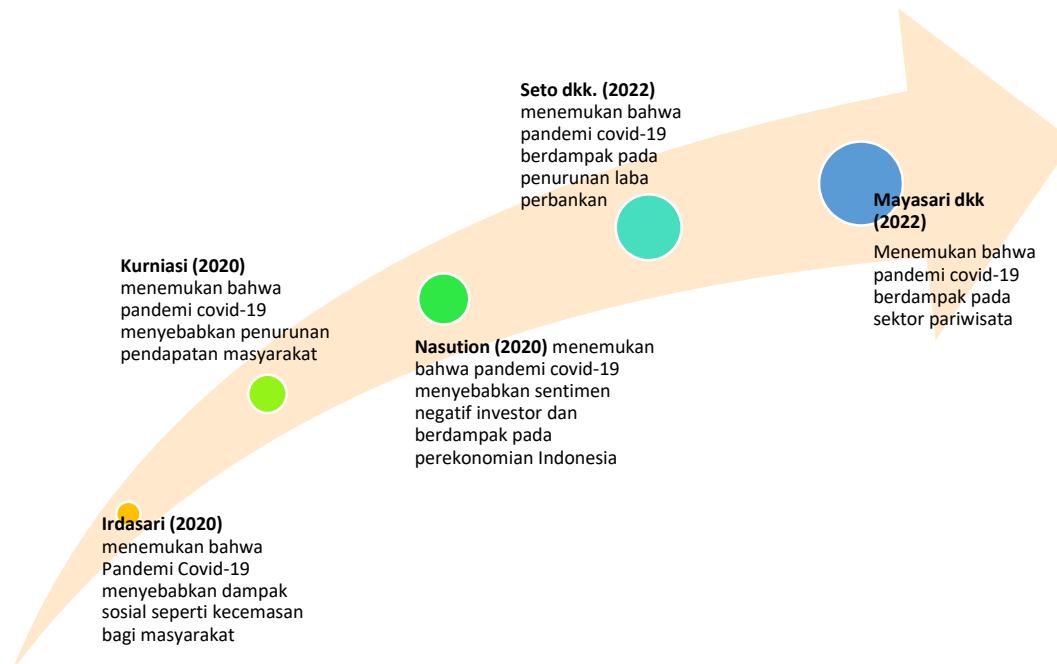 Irdasari (2020)
menemukan bahwa
Pandemi Covid-19
menyebabkan dampak
sosial seperti kecemasan
bagi masyarakat
Kurniasi (2020)
menemukan bahwa
pandemi covid-19
menyebabkan penurunan
pendapatan masyarakat
Nasution (2020) menemukan
bahwa pandemi covid-19
menyebabkan sentimen
negatif investor dan
berdampak pada
perekonomian Indonesia
Seto dkk. (2022)
menemukan bahwa
pandemi covid-19
berdampak pada
penurunan laba
perbankan
Mayasari dkk
(2022)
Menemukan bahwa
pandemi covid-19
berdampak pada
sektor pariwisata